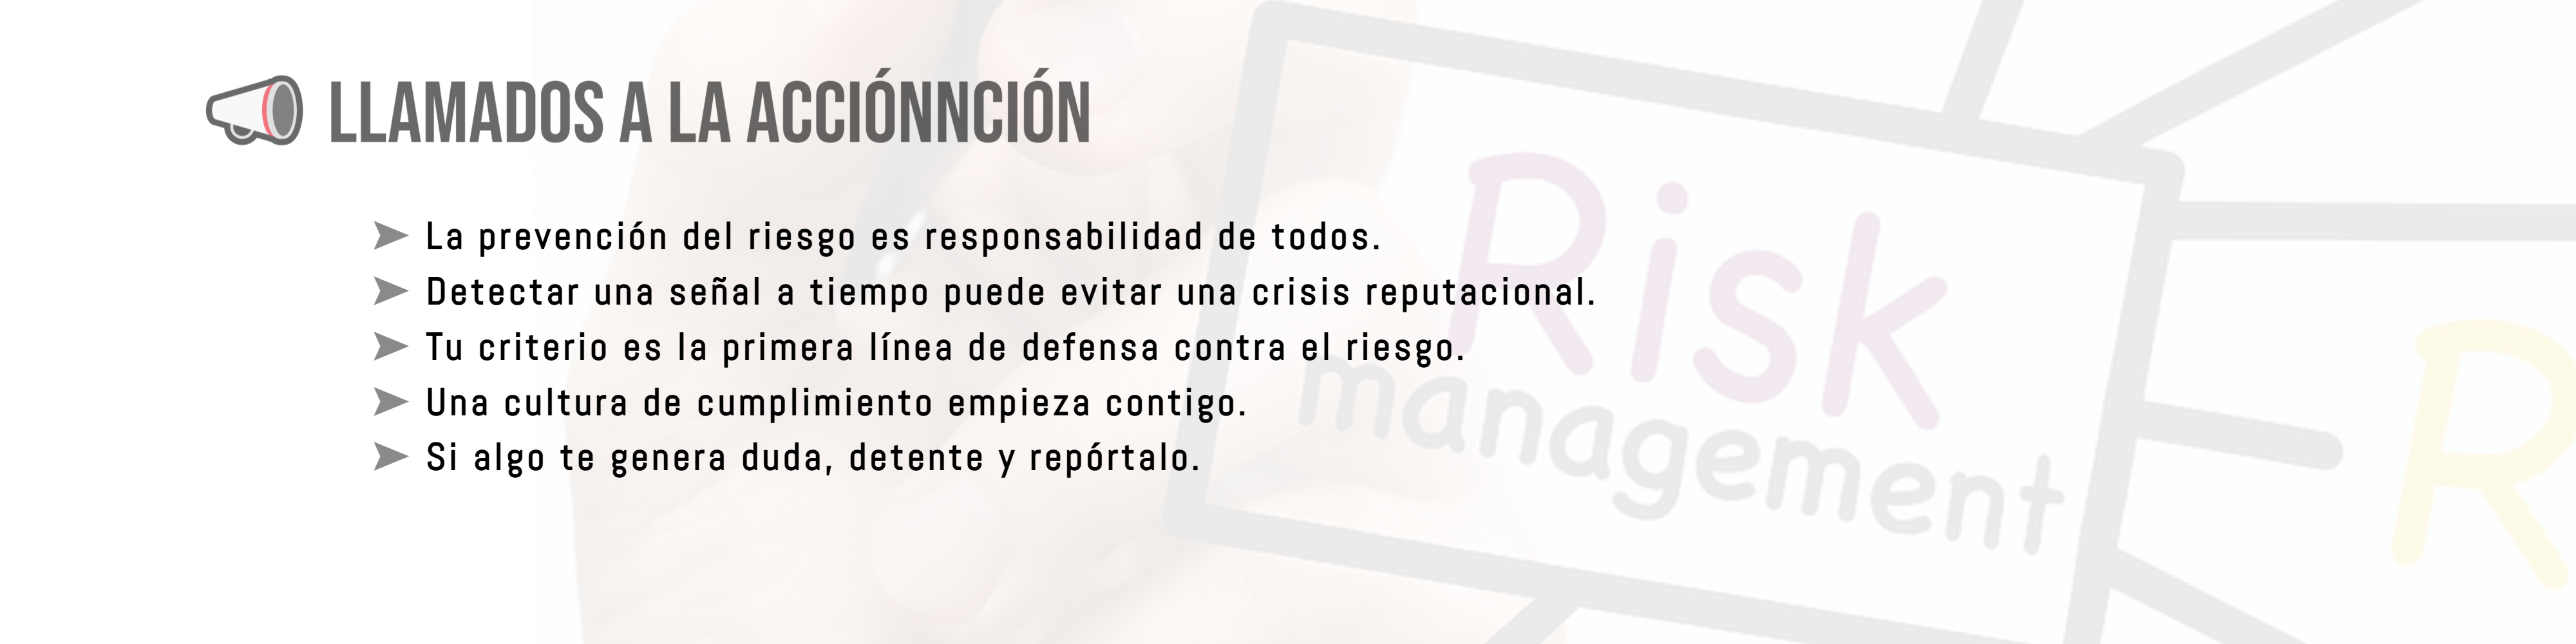 LLAMADOS A LA ACCIÓNNCIÓN
La prevención del riesgo es responsabilidad de todos.
Detectar una señal a tiempo puede evitar una crisis reputacional.
Tu criterio es la primera línea de defensa contra el riesgo.
Una cultura de cumplimiento empieza contigo.
Si algo te genera duda, detente y repórtalo.
Risk
management
R